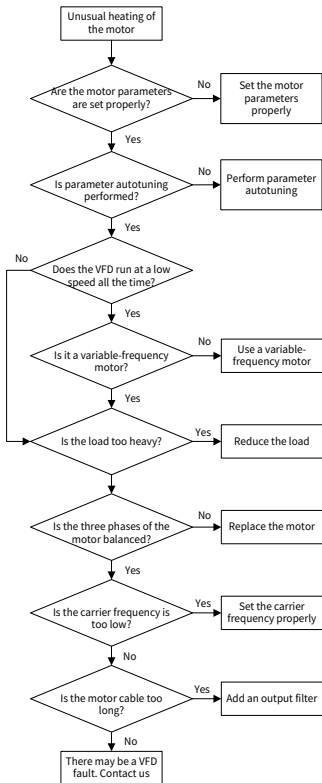 Unusual heating of
the motor
Are the motor parameters
are set properly?
No
Set the motor
parameters
properly
Yes
Is parameter autotuning
performed?
No
Perform parameter
autotuning
Yes
No
Does the VFD run at a low
speed all the time?
Yes
Is it a variable-frequency
motor?
No
Use a variable-
frequency motor
Yes
Is the load too heavy?
Yes
Reduce the load
Is the three phases of the
motor balanced?
No
Replace the motor
Yes
Is the carrier frequency is
too low?
Yes
Set the carrier
frequency properly
No
Is the motor cable too
long?
Yes
Add an output filter
No
There may be a VFD
fault. Contact us